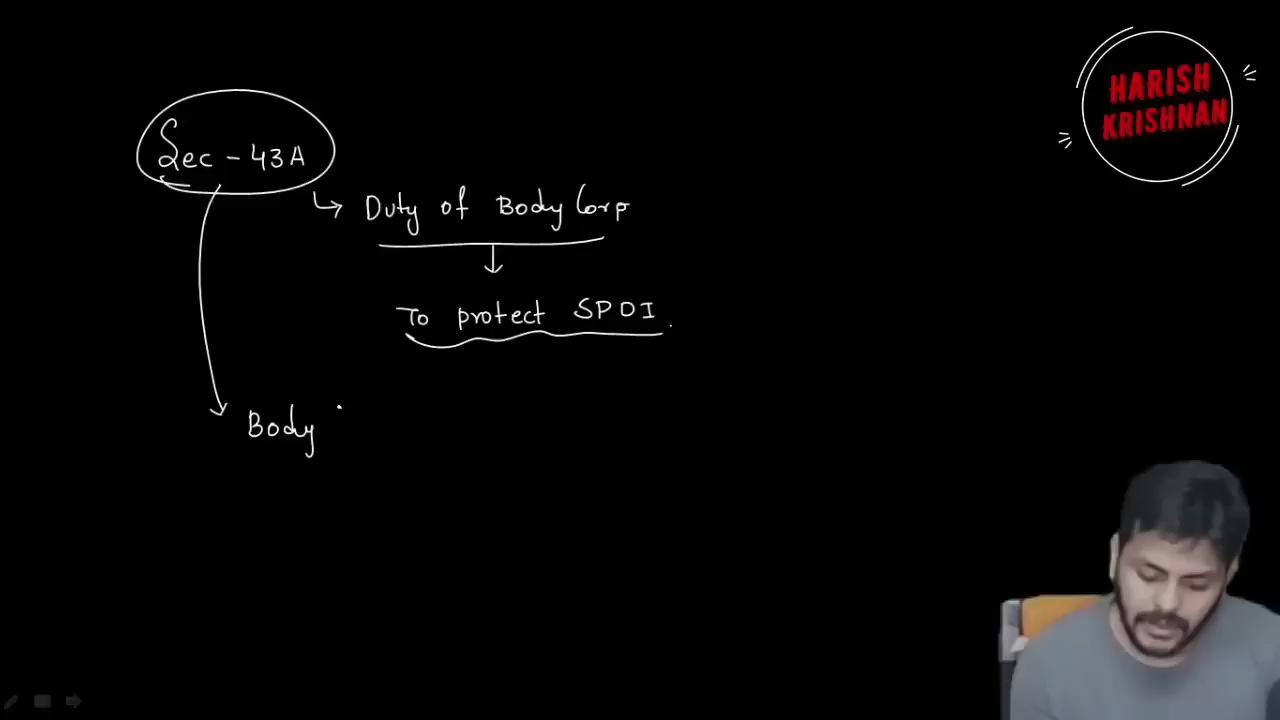 Sec - 43A
Duty of Body Corp
To protect SPDI
Body
HARISH
KRISHNAN